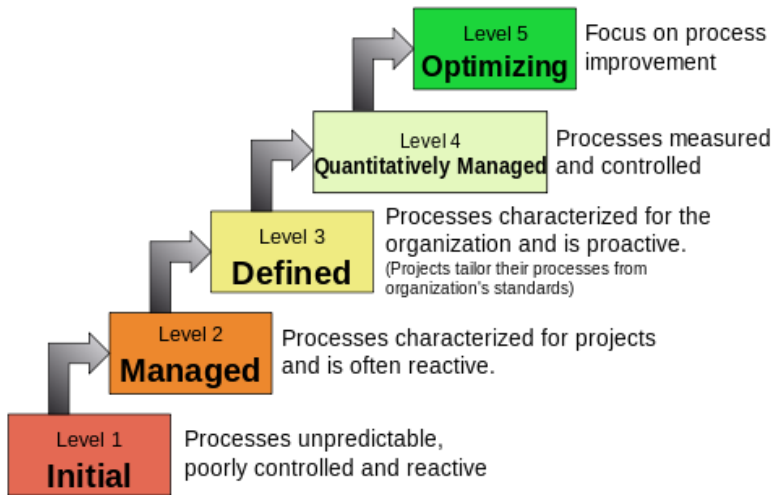 Level 5
Optimizing
Focus on process
improvement
Level 4
Quantitatively Managed
Processes measured
and controlled
Level 3
Defined
Processes characterized for the
organization and is proactive.
(Projects tailor their processes from
organization's standards)
Level 2
Managed
Processes characterized for projects
and is often reactive.
Level 1
Initial
Processes unpredictable,
poorly controlled and reactive